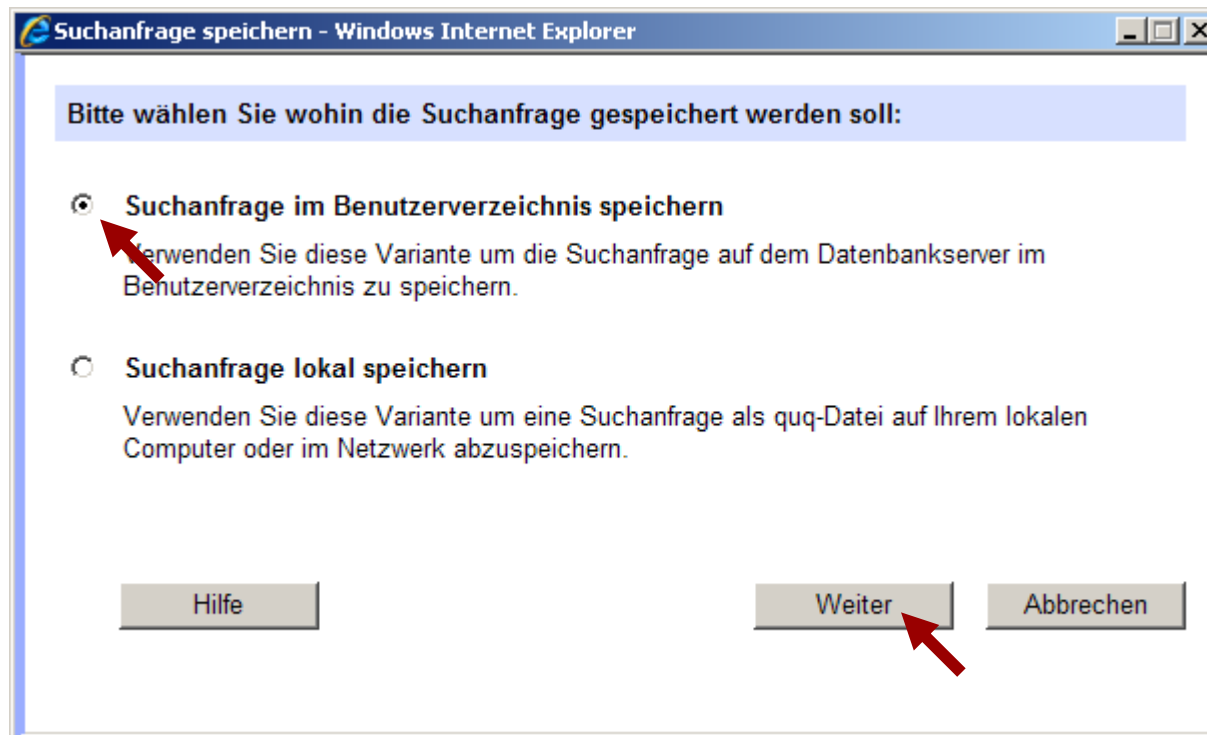 Suchanfrage speichern - Windows Internet Explorer
Bitte wählen Sie wohin die Suchanfrage gespeichert werden soll:
Suchanfrage im Benutzerverzeichnis speichern
Verwenden Sie diese Variante um die Suchanfrage auf dem Datenbankserver im
Benutzerverzeichnis zu speichern.
Suchanfrage lokal speichern
Verwenden Sie diese Variante um eine Suchanfrage als quq-Datei auf Ihrem lokalen
Computer oder im Netzwerk abzuspeichern.
Hilfe Weiter Abbrechen